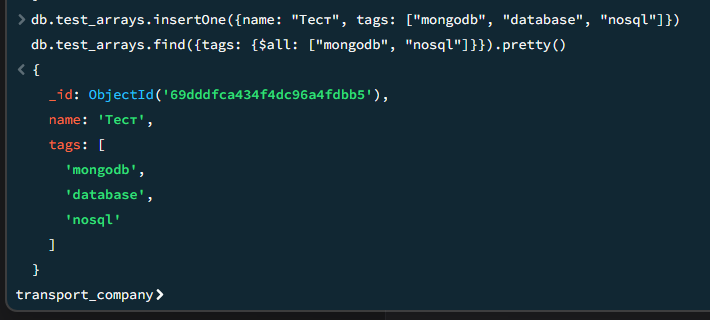 > db.test_arrays.insertOne({name: "Тест", tags: ["mongodb", "database", "nosql"]})
db.test_arrays.find({tags: {$all: ["mongodb", "nosql"]}}).pretty()
< {
_id: ObjectId('69dddfca434f4dc96a4fdbb5'),
name: 'Тест',
tags: [
'mongodb',
'database',
'nosql'
]
}
transport_company>